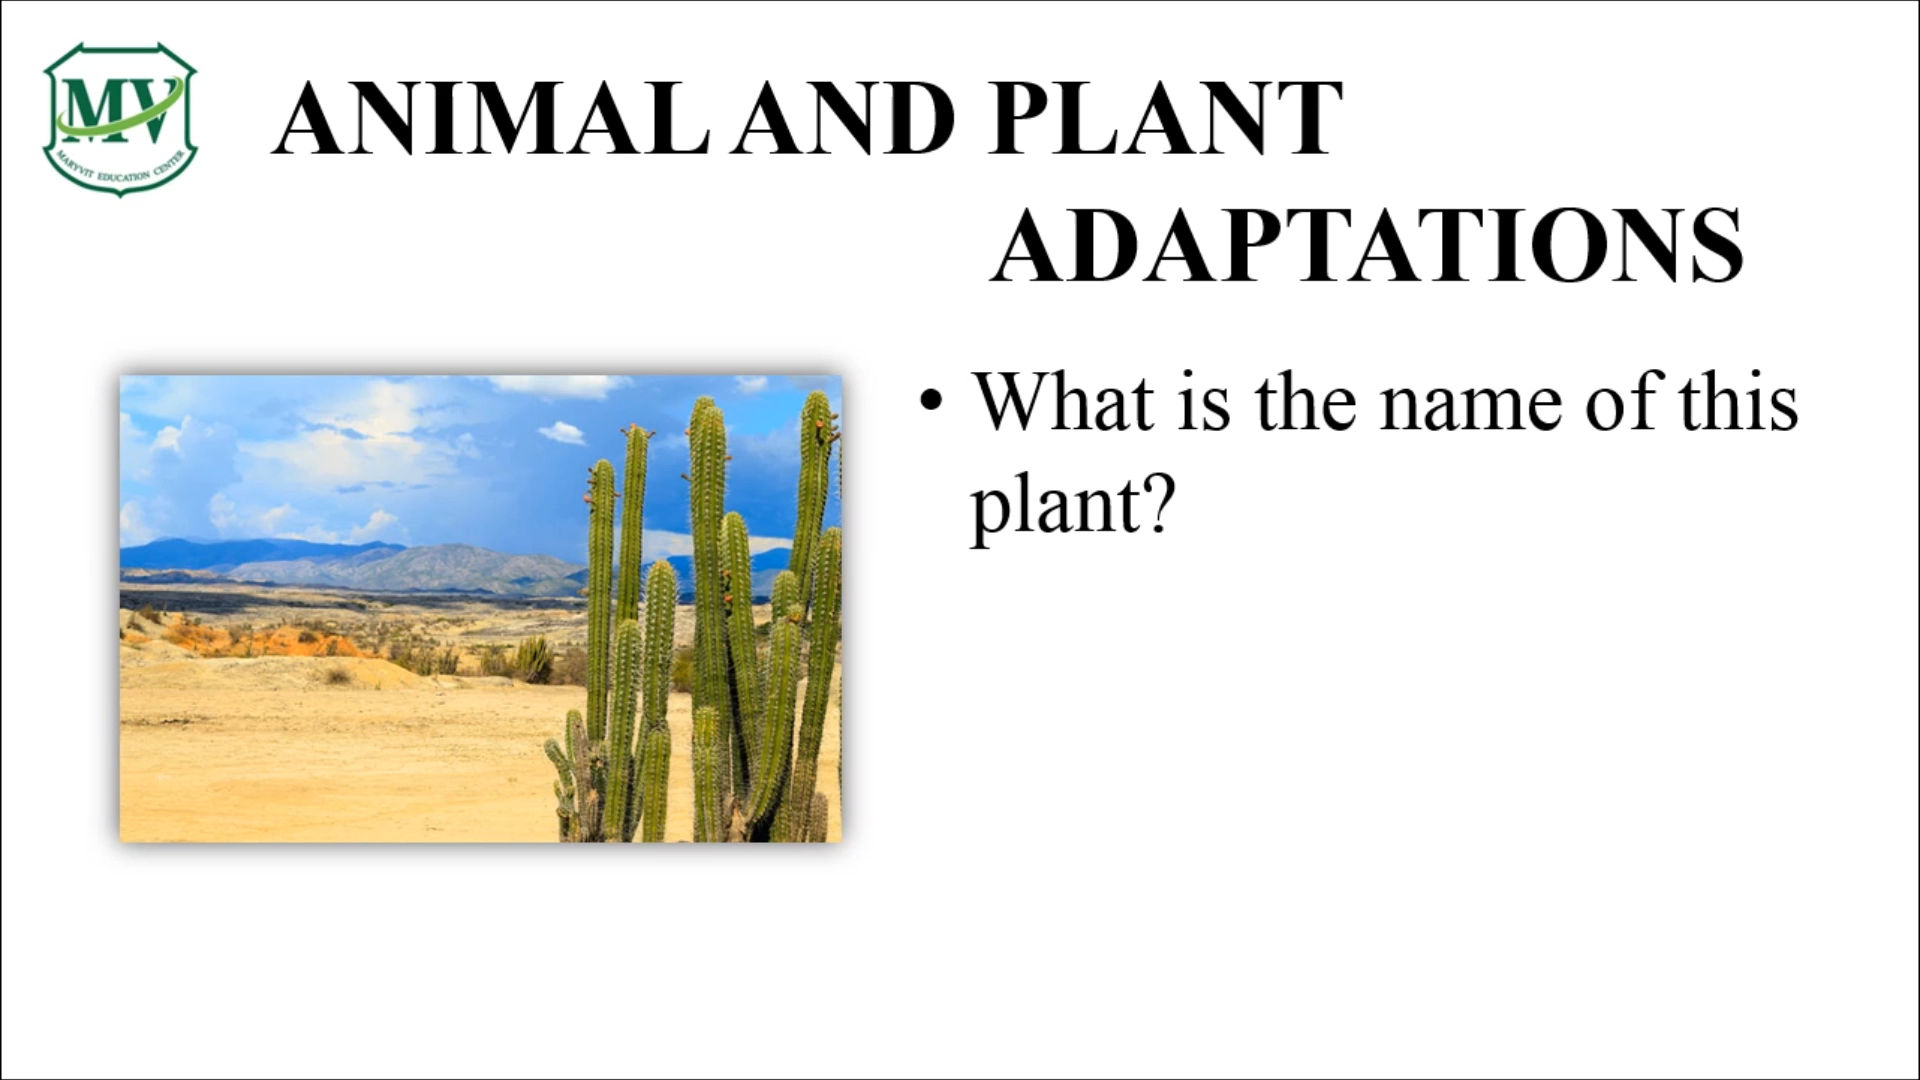 MV
MARYVIT EDUCATION CENTER
ANIMAL AND PLANT
ADAPTATIONS
• What is the name of this
plant?